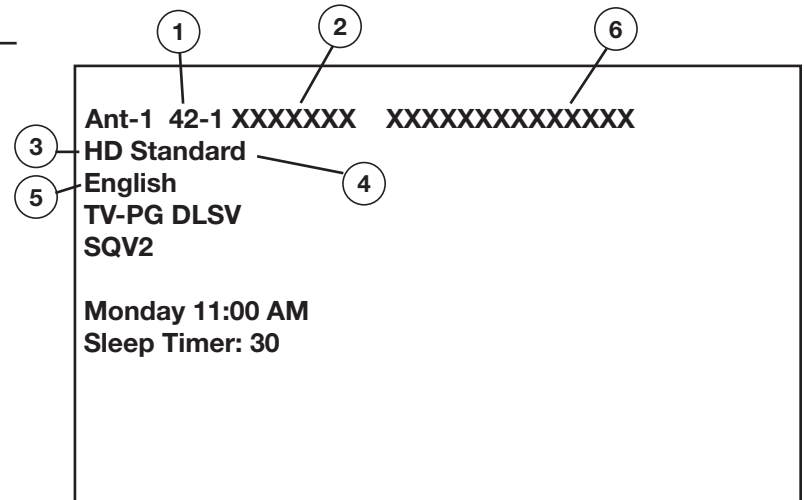 1 2 6
Ant-1 42-1 XXXXXXX XXXXXXXXXXXXXX
3 HD Standard
5 English 4
TV-PG DLSV
SQV2
Monday 11:00 AM
Sleep Timer: 30